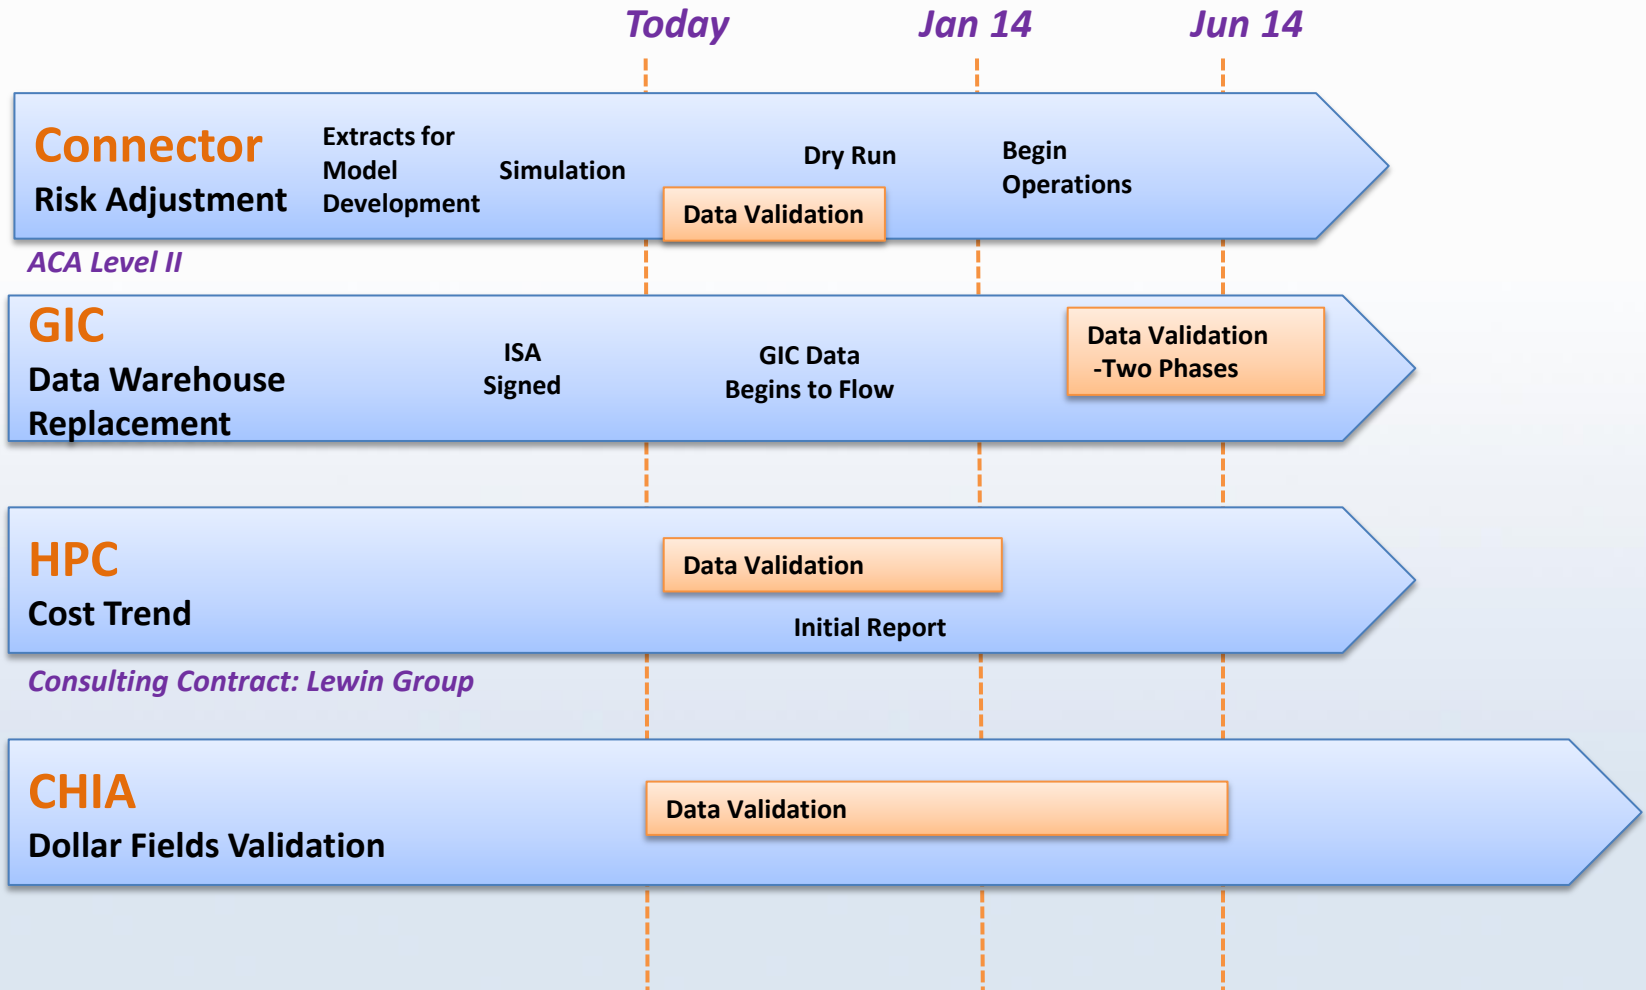 Today
Jan 14
Jun 14
Connector
Risk Adjustment
Extracts for
Model
Development
Simulation
Dry Run
Data Validation
Begin
Operations
ACA Level II
GIC
Data Warehouse
Replacement
ISA
Signed
GIC Data
Begins to Flow
Data Validation
-Two Phases
HPC
Cost Trend
Data Validation
Initial Report
Consulting Contract: Lewin Group
CHIA
Dollar Fields Validation
Data Validation